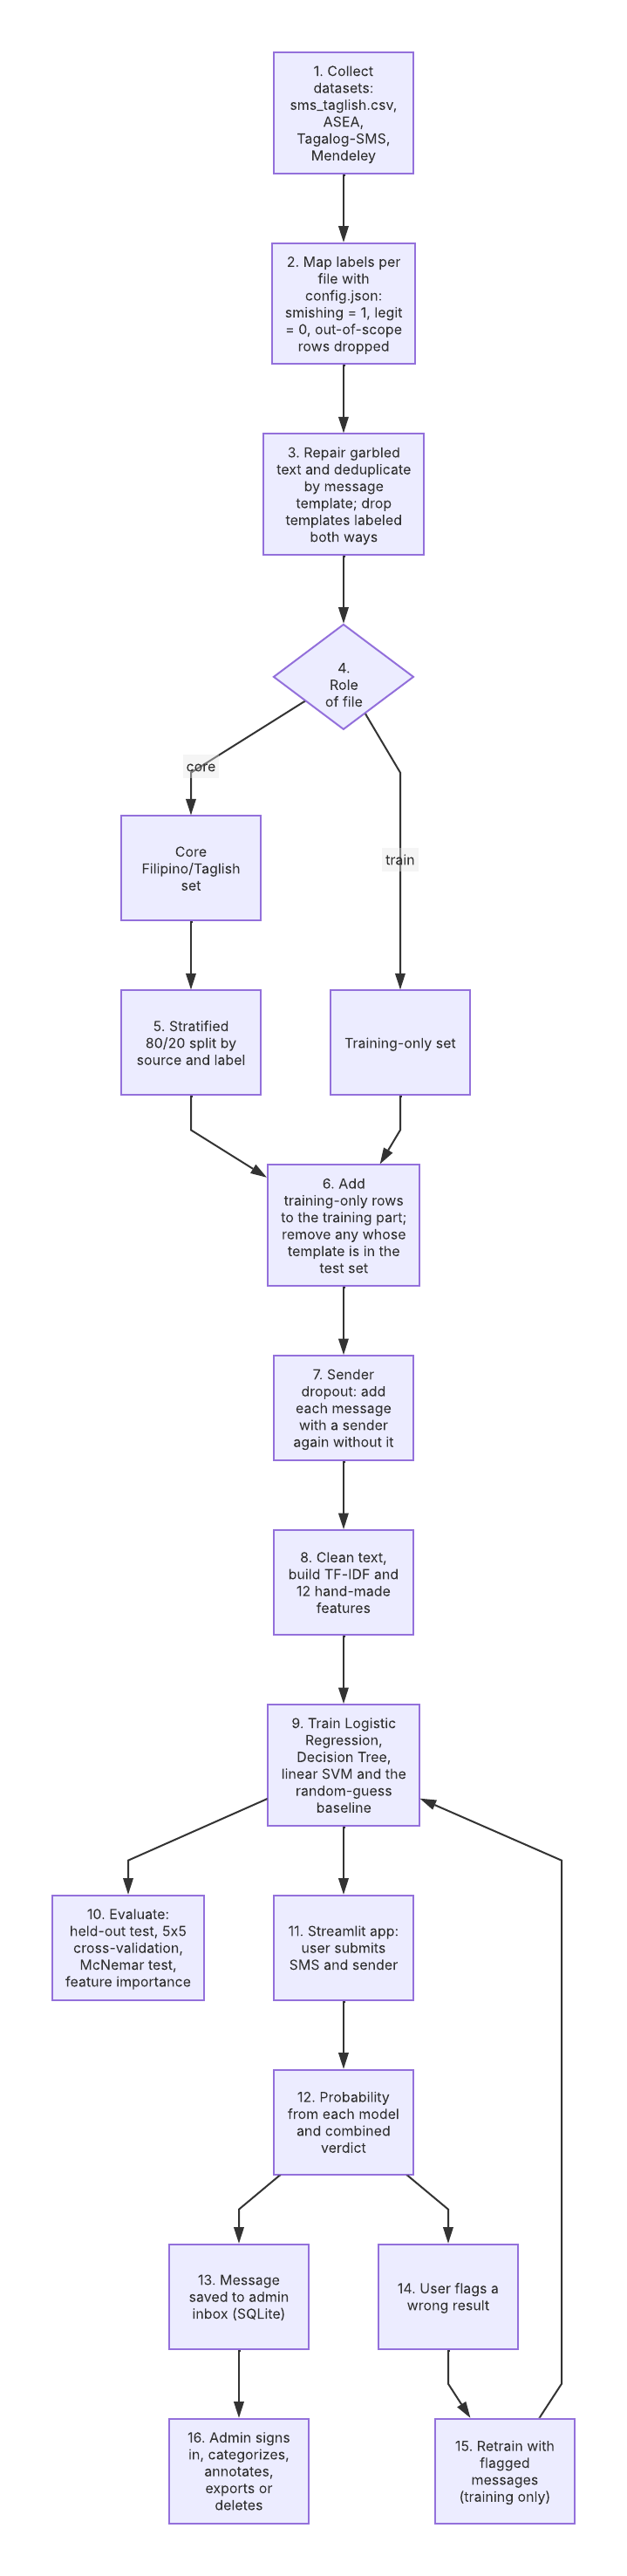 1. Collect
datasets:
sms_taglish.csv,
ASEA,
Tagalog-SMS,
Mendeley
2. Map labels per
file with
config.json:
smishing = 1, legit
= 0, out-of-scope
rows dropped
3. Repair garbled
text and deduplicate
by message
template; drop
templates labeled
both ways
4.
Role
of file
core
train
Core
Filipino/Taglish
set
5. Stratified
80/20 split by
source and label
Training-only set
6. Add
training-only rows
to the training part;
remove any whose
template is in the
test set
7. Sender
dropout: add
each message
with a sender
again without it
8. Clean text,
build TF-IDF and
12 hand-made
features
9. Train Logistic
Regression,
Decision Tree,
linear SVM and the
random-guess
baseline
10. Evaluate:
held-out test, 5x5
cross-validation,
McNemar test,
feature importance
11. Streamlit app:
user submits
SMS and sender
12. Probability
from each model
and combined
verdict
13. Message
saved to admin
inbox (SQLite)
14. User flags a
wrong result
16. Admin signs
in, categorizes,
annotates,
exports or
deletes
15. Retrain with
flagged
messages
(training only)